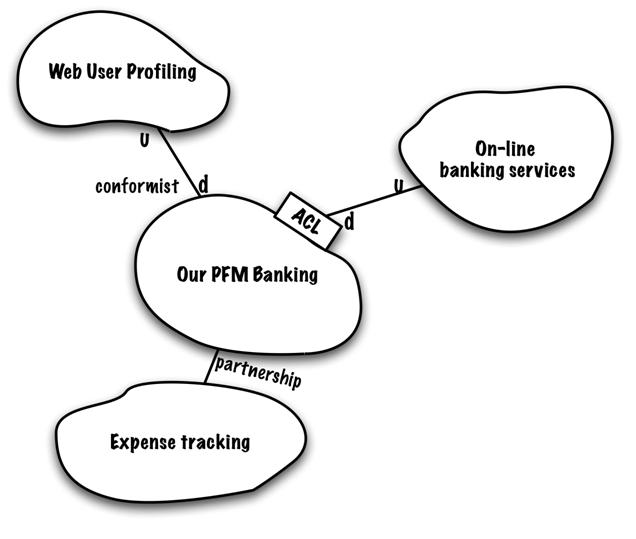 Web User Profiling
u
conformist
d
On-line
banking services
u
ACL
d
Our PFM Banking
partnership
Expense tracking